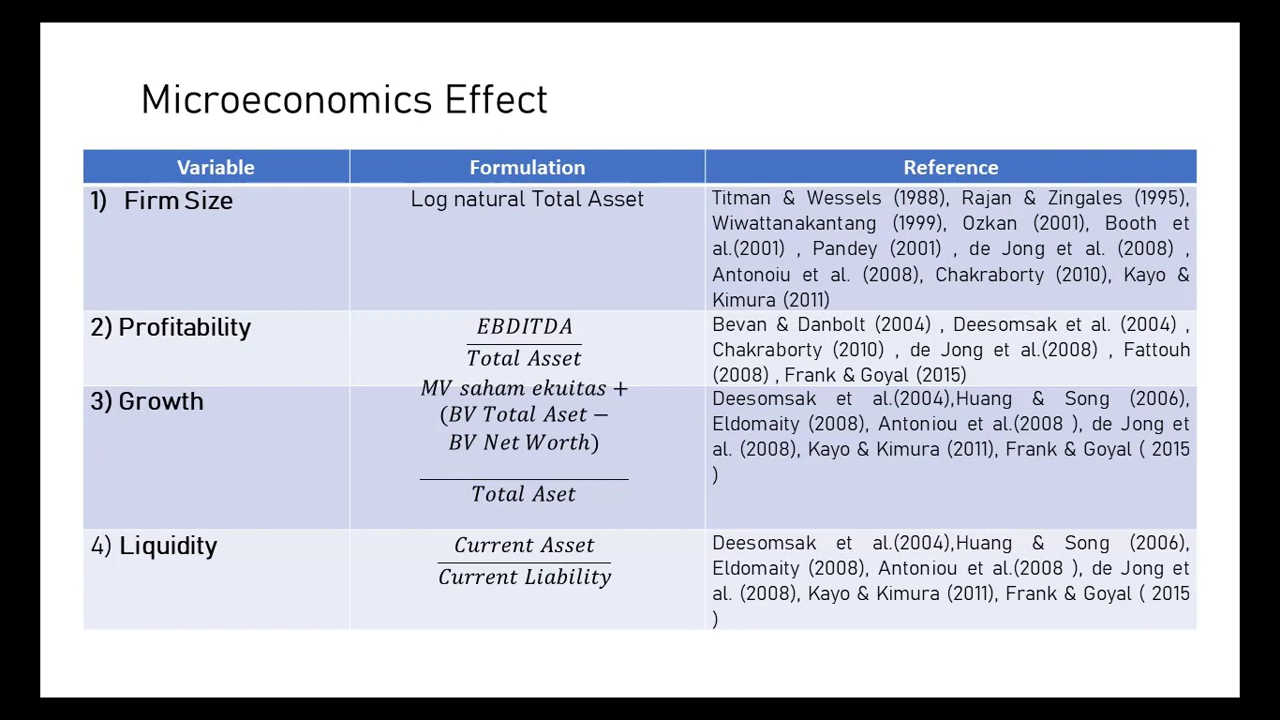 Microeconomics Effect
Variable
Formulation
Reference
1) Firm Size
Log natural Total Asset
Titman & Wessels (1988), Rajan & Zingales (1995),
Wiwattanakantang (1999), Ozkan (2001), Booth et
al.(2001) , Pandey (2001) , de Jong et al. (2008) ,
Antonoiu et al. (2008), Chakraborty (2010), Kayo &
Kimura (2011)
2) Profitability
EBDITDA
Total Asset
Bevan & Danbolt (2004) , Deesomsak et al. (2004) ,
Chakraborty (2010) , de Jong et al.(2008) , Fattouh
(2008) , Frank & Goyal (2015)
3) Growth
MV saham ekuitas +
(BV Total Aset −
BV Net Worth)
Total Aset
Deesomsak et al.(2004),Huang & Song (2006),
Eldomaity (2008), Antoniou et al.(2008 ), de Jong et
al. (2008), Kayo & Kimura (2011), Frank & Goyal ( 2015
)
4) Liquidity
Current Asset
Current Liability
Deesomsak et al.(2004),Huang & Song (2006),
Eldomaity (2008), Antoniou et al.(2008 ), de Jong et
al. (2008), Kayo & Kimura (2011), Frank & Goyal ( 2015
)